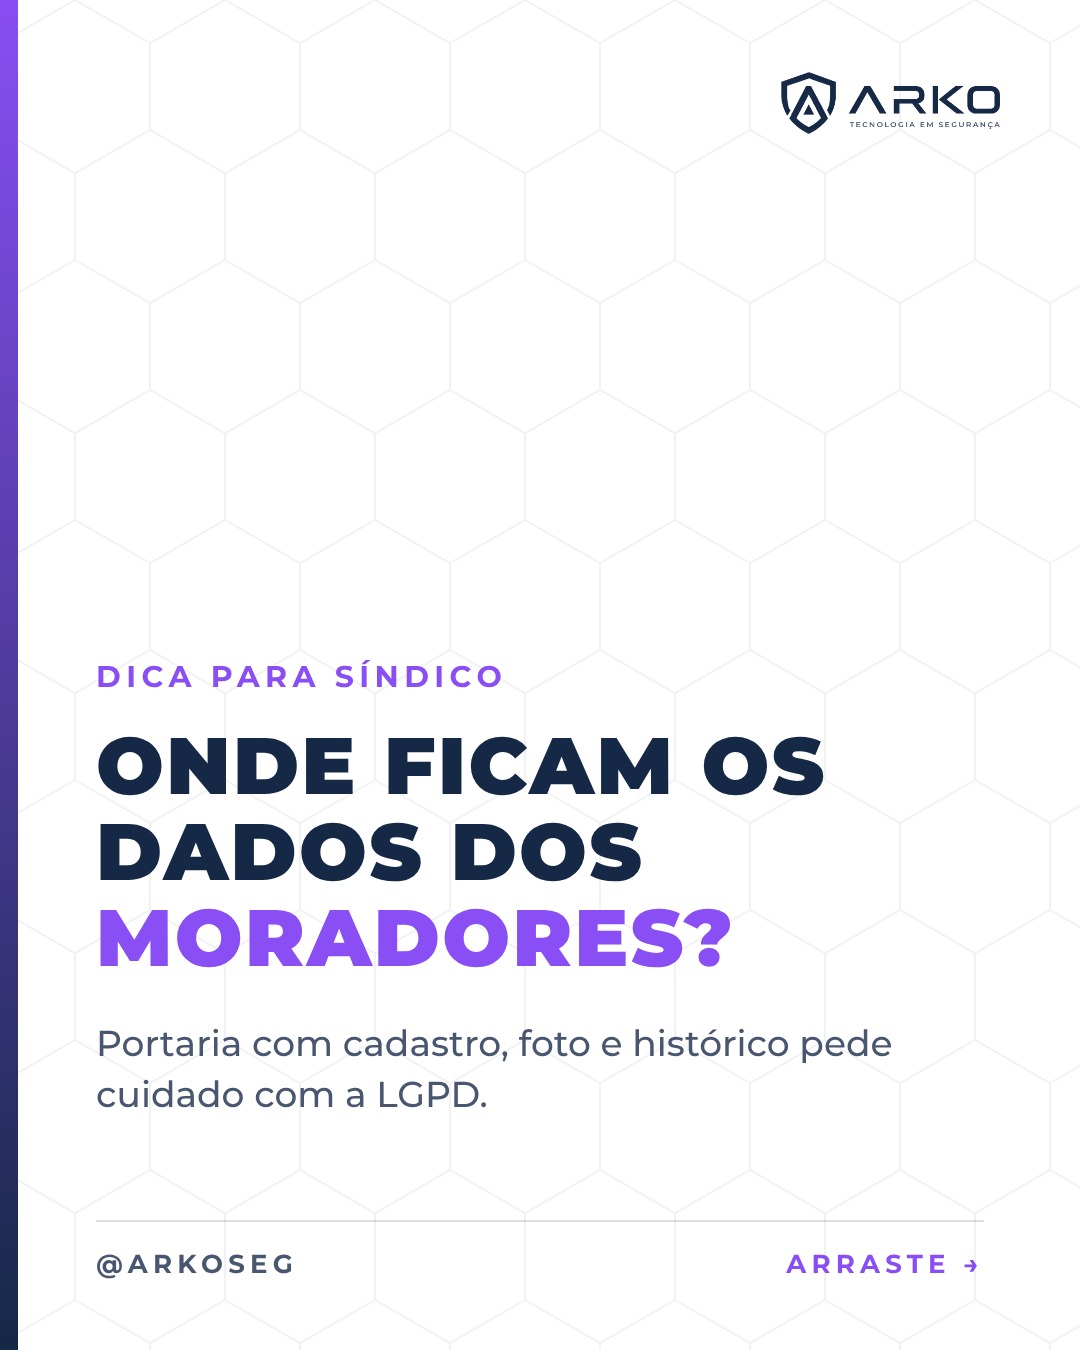 ARKO
TECNOLOGIA EM SEGURANÇA
DICA PARA SÍNDICO
ONDE FICAM OS
DADOS DOS
MORADORES?
Portaria com cadastro, foto e histórico pede
cuidado com a LGPD.
@ARKOSEG
ARRASTE →